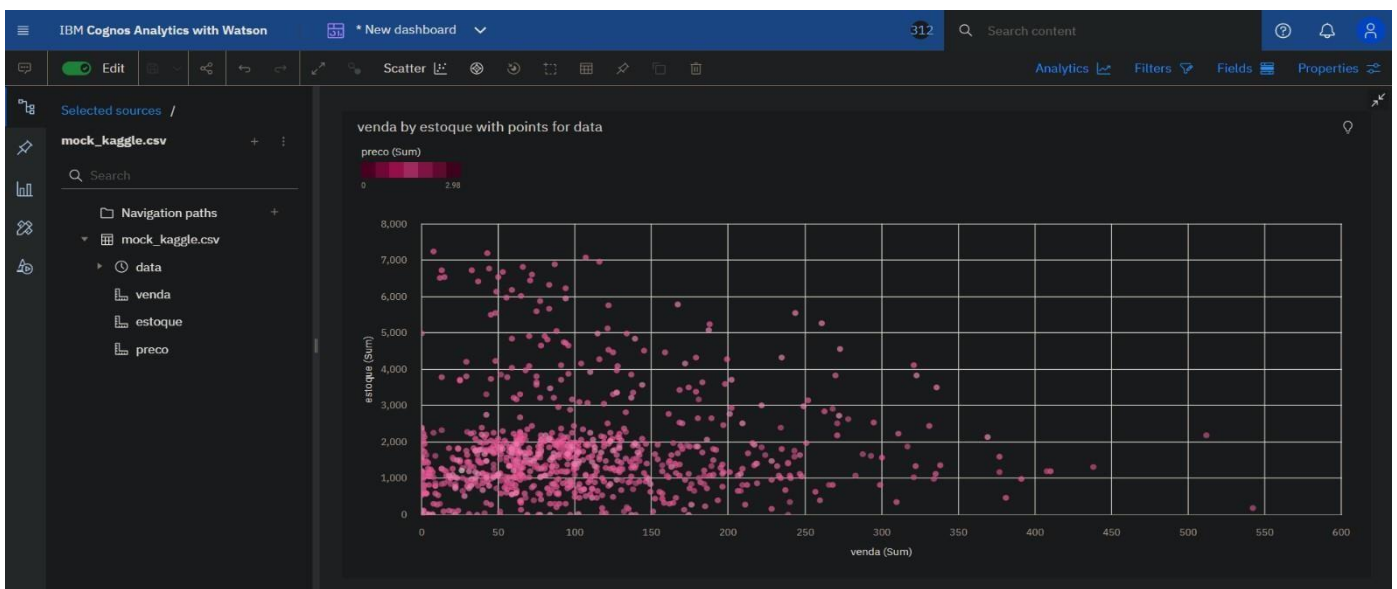 IBM Cognos Analytics with Watson
* New dashboard
312
Search content
Edit
Scatter
Analytics
Filters
Fields
Properties
Selected sources /
mock_kaggle.csv
Search
Navigation paths
mock_kaggle.csv
data
venda
estoque
preco
venda by estoque with points for data
preco (Sum)
0 2.98
estoque (Sum)
8,000
7,000
6,000
5,000
4,000
3,000
2,000
1,000
0
0 50 100 150 200 250 300 350 400 450 500 550 600
venda (Sum)